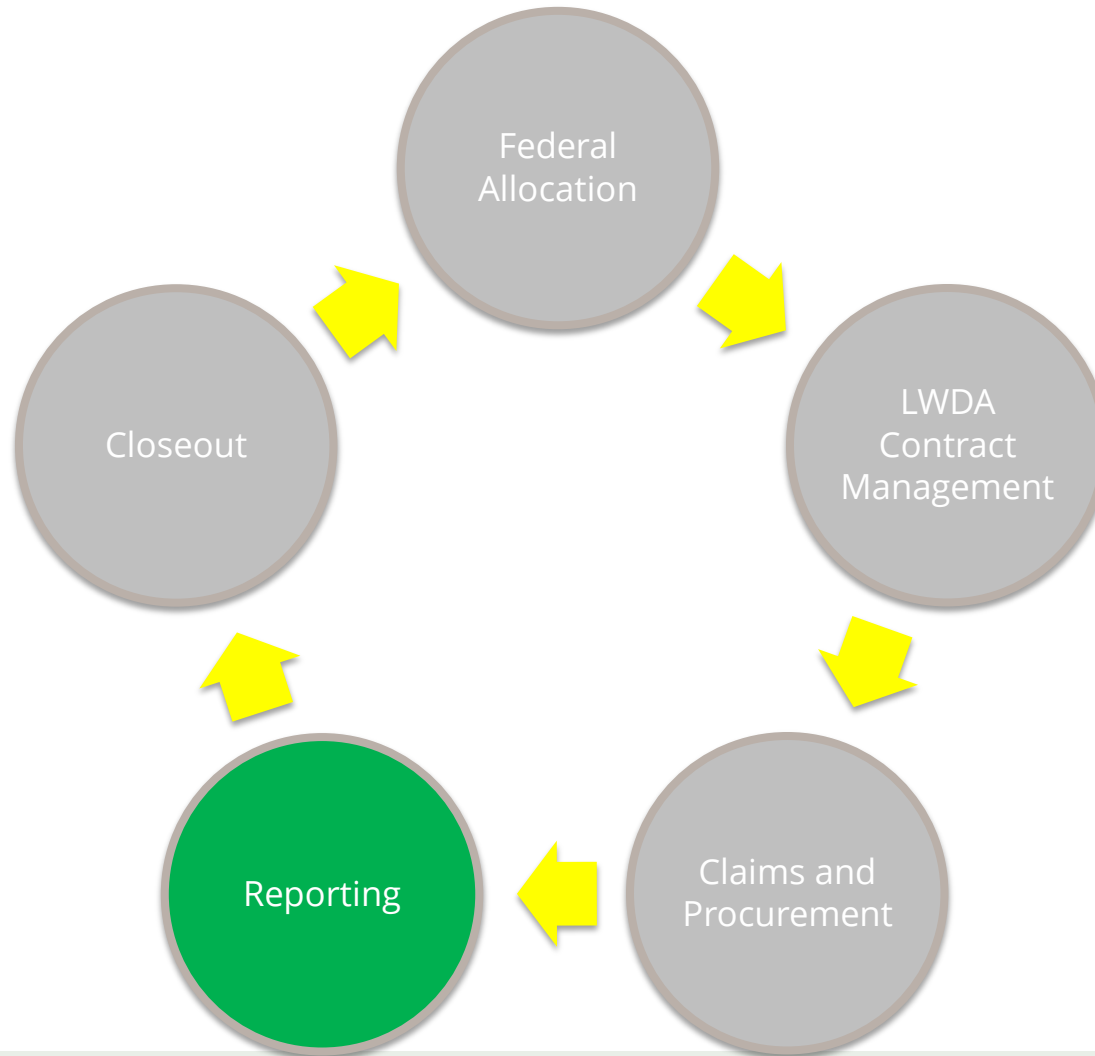 Federal
Allocation
LWDA
Contract
Management
Claims and
Procurement
Reporting
Closeout